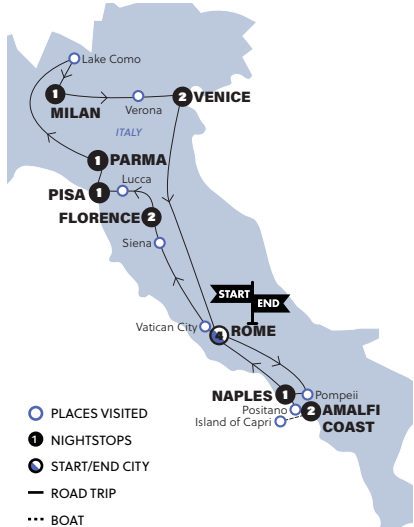 Lake Como
1
MILAN
Verona
2 VENICE
ITALY
1 PARMA
Lucca
PISA 1
FLORENCE 2
Siena
START
END
Vatican City
4 ROME
NAPLES 1
Pompeii
Positano
2 AMALFI
COAST
Island of Capri
PLACES VISITED
1 NIGHTSTOPS
START/END CITY
ROAD TRIP
BOAT